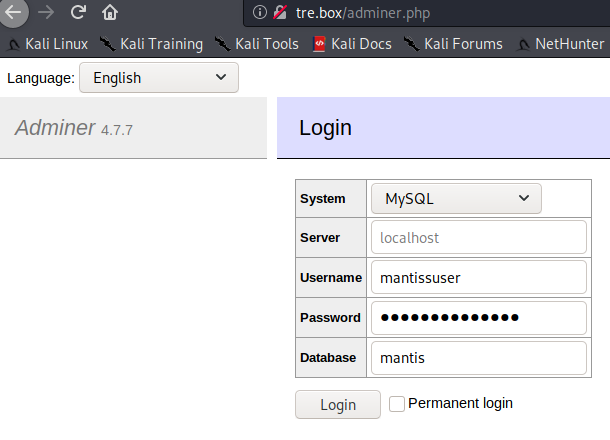 tre.box/adminer.php
Kali Linux Kali Training Kali Tools Kali Docs Kali Forums NetHunter
Language: English
Adminer 4.7.7
Login
System MySQL
Server localhost
Username mantissuser
Password ●●●●●●●●●●●●●●
Database mantis
Login Permanent login